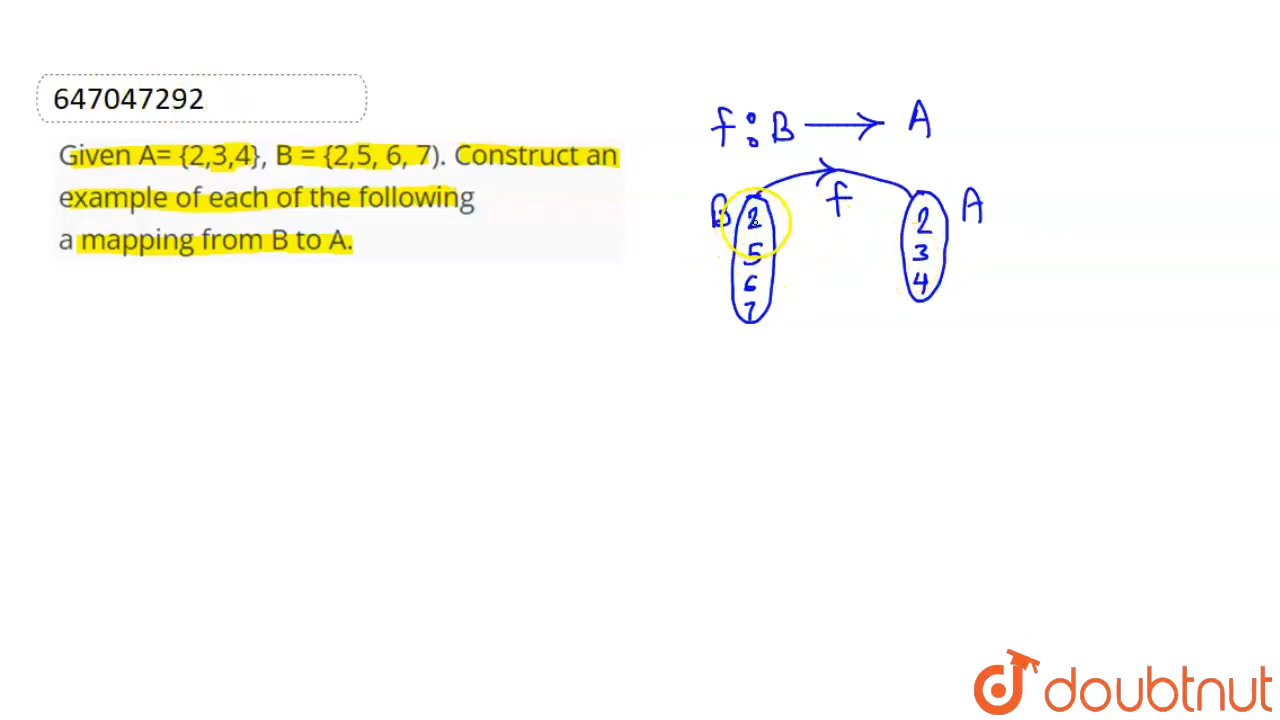 647047292
Given A= {2,3,4}, B = {2,5, 6, 7). Construct an
example of each of the following
a mapping from B to A.
f : B → A
f
B A
2 2
5 3
6 4
7
doubtnut